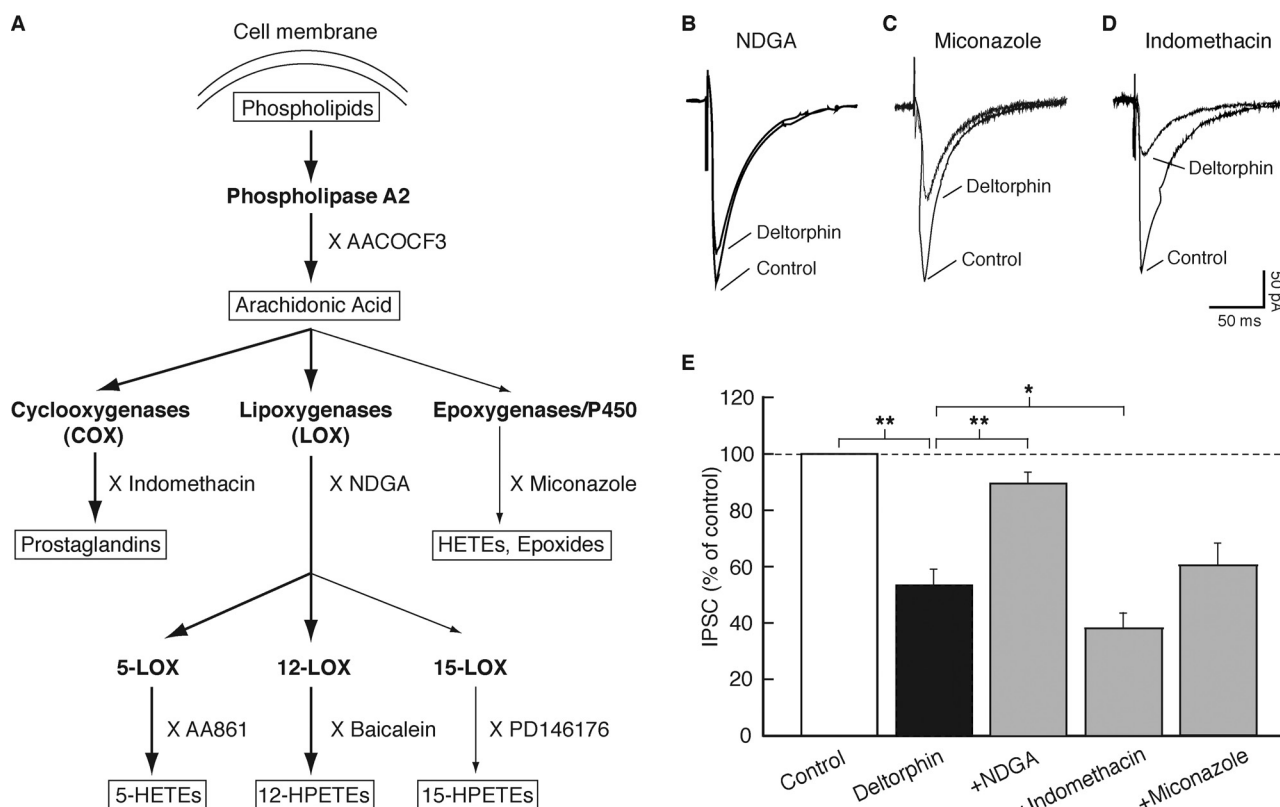 A
Cell membrane
Phospholipids
Phospholipase A2
X AACOCF3
Arachidonic Acid
Cyclooxygenases
(COX)
Lipoxygenases
(LOX)
Epoxygenases/P450
X Indomethacin
X NDGA
X Miconazole
Prostaglandins
HETEs, Epoxides
5-LOX
12-LOX
15-LOX
X AA861
X Baicalein
X PD146176
5-HETEs
12-HPETEs
15-HPETEs
B
NDGA
Deltorphin
Control
C
Miconazole
Deltorphin
Control
D
Indomethacin
Deltorphin
Control
50 pA
50 ms
E
IPSC (% of control)
120
100
80
60
40
20
0
**
**
*
Control
Deltorphin
+NDGA
Indomethacin
+Miconazole